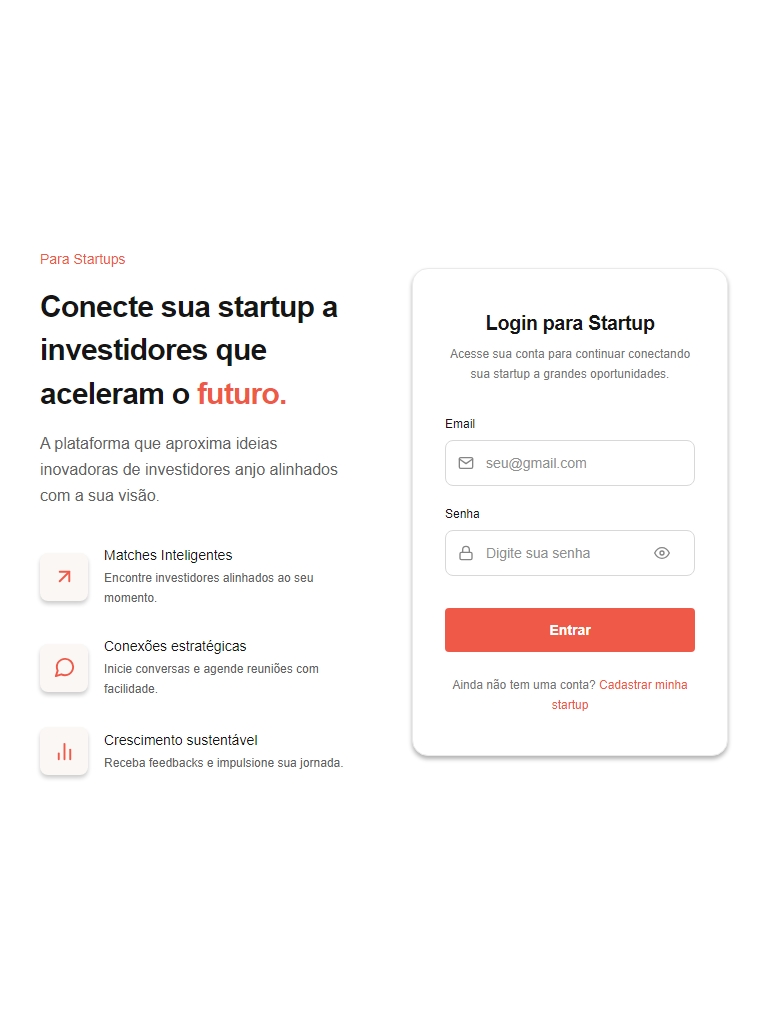 Para Startups
Conecte sua startup a
investidores que
aceleram o futuro.
A plataforma que aproxima ideias
inovadoras de investidores anjo alinhados
com a sua visão.
Matches Inteligentes
Encontre investidores alinhados ao seu
momento.
Conexões estratégicas
Inicie conversas e agende reuniões com
facilidade.
Crescimento sustentável
Receba feedbacks e impulsione sua jornada.
Login para Startup
Acesse sua conta para continuar conectando
sua startup a grandes oportunidades.
Email
seu@gmail.com
Senha
Digite sua senha
Entrar
Ainda não tem uma conta? Cadastrar minha
startup